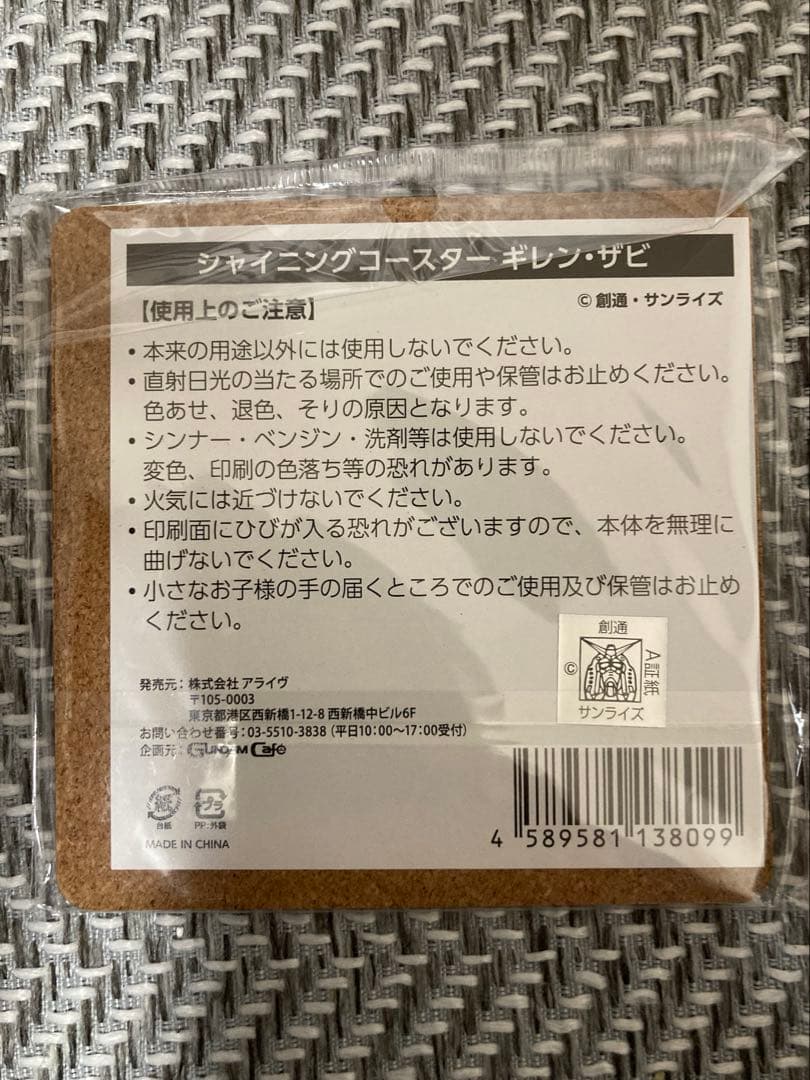 シャイニングコースター ギレン・ザビ
【使用上のご注意】
© 創通・サンライズ
• 本来の用途以外には使用しないでください。
• 直射日光の当たる場所でのご使用や保管はお止めください。
色あせ、退色、そりの原因となります。
• シンナー・ベンジン・洗剤等は使用しないでください。
変色、印刷の色落ち等の恐れがあります。
• 火気には近づけないでください。
• 印刷面にひびが入る恐れがございますので、本体を無理に
曲げないでください。
• 小さなお子様の手の届くところでのご使用及び保管はお止め
ください。
創通
©
A証紙
サンライズ
発売元：株式会社 アライヴ
〒105-0003
東京都港区西新橋1-12-8 西新橋中ビル6F
お問い合わせ番号：03-5510-3838（平日10:00〜17:00受付）
企画元：GUNDAM Café
紙
台紙
プラ
PP:外袋
MADE IN CHINA
4 589581 138099